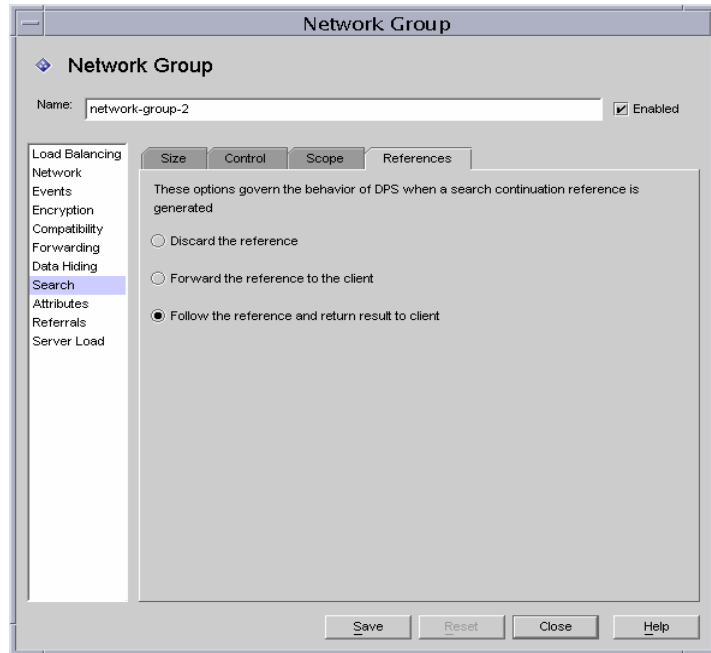 Network Group
Network Group
Name: network-group-2 Enabled
Load Balancing
Network
Events
Encryption
Compatibility
Forwarding
Data Hiding
Search
Attributes
Referrals
Server Load
Size Control Scope References
These options govern the behavior of DPS when a search continuation reference is
generated
Discard the reference
Forward the reference to the client
Follow the reference and return result to client
Save Reset Close Help